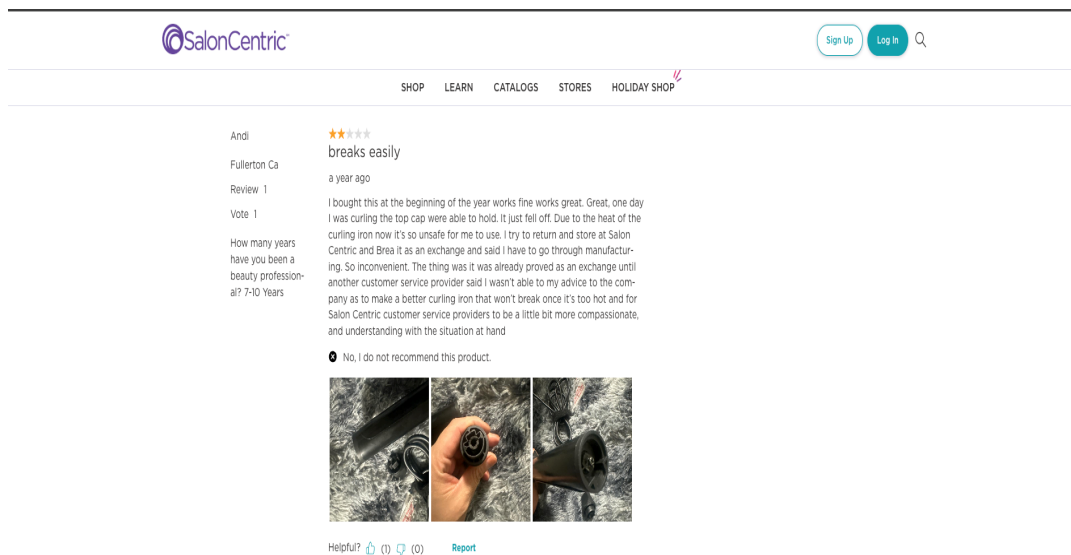 SalonCentric
Sign Up
Log In
SHOP LEARN CATALOGS STORES HOLIDAY SHOP
Andi
Fullerton Ca
Review 1
Vote 1
How many years
have you been a
beauty profession-
al? 7-10 Years
breaks easily
a year ago
I bought this at the beginning of the year works fine works great. Great, one day
I was curling the top cap were able to hold. It just fell off. Due to the heat of the
curling iron now it's so unsafe for me to use. I try to return and store at Salon
Centric and Brea it as an exchange and said I have to go through manufactur-
ing. So inconvenient. The thing was it was already proved as an exchange until
another customer service provider said I wasn't able to my advice to the com-
pany as to make a better curling iron that won't break once it's too hot and for
Salon Centric customer service providers to be a little bit more compassionate,
and understanding with the situation at hand
No, I do not recommend this product.
Helpful? (1) (0) Report